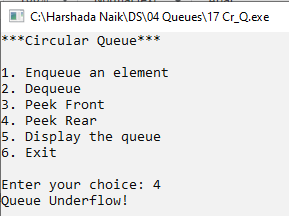 C:\Harshada Naik\DS\04 Queues\17 Cr_Q.exe
***Circular Queue***
1. Enqueue an element
2. Dequeue
3. Peek Front
4. Peek Rear
5. Display the queue
6. Exit
Enter your choice: 4
Queue Underflow!